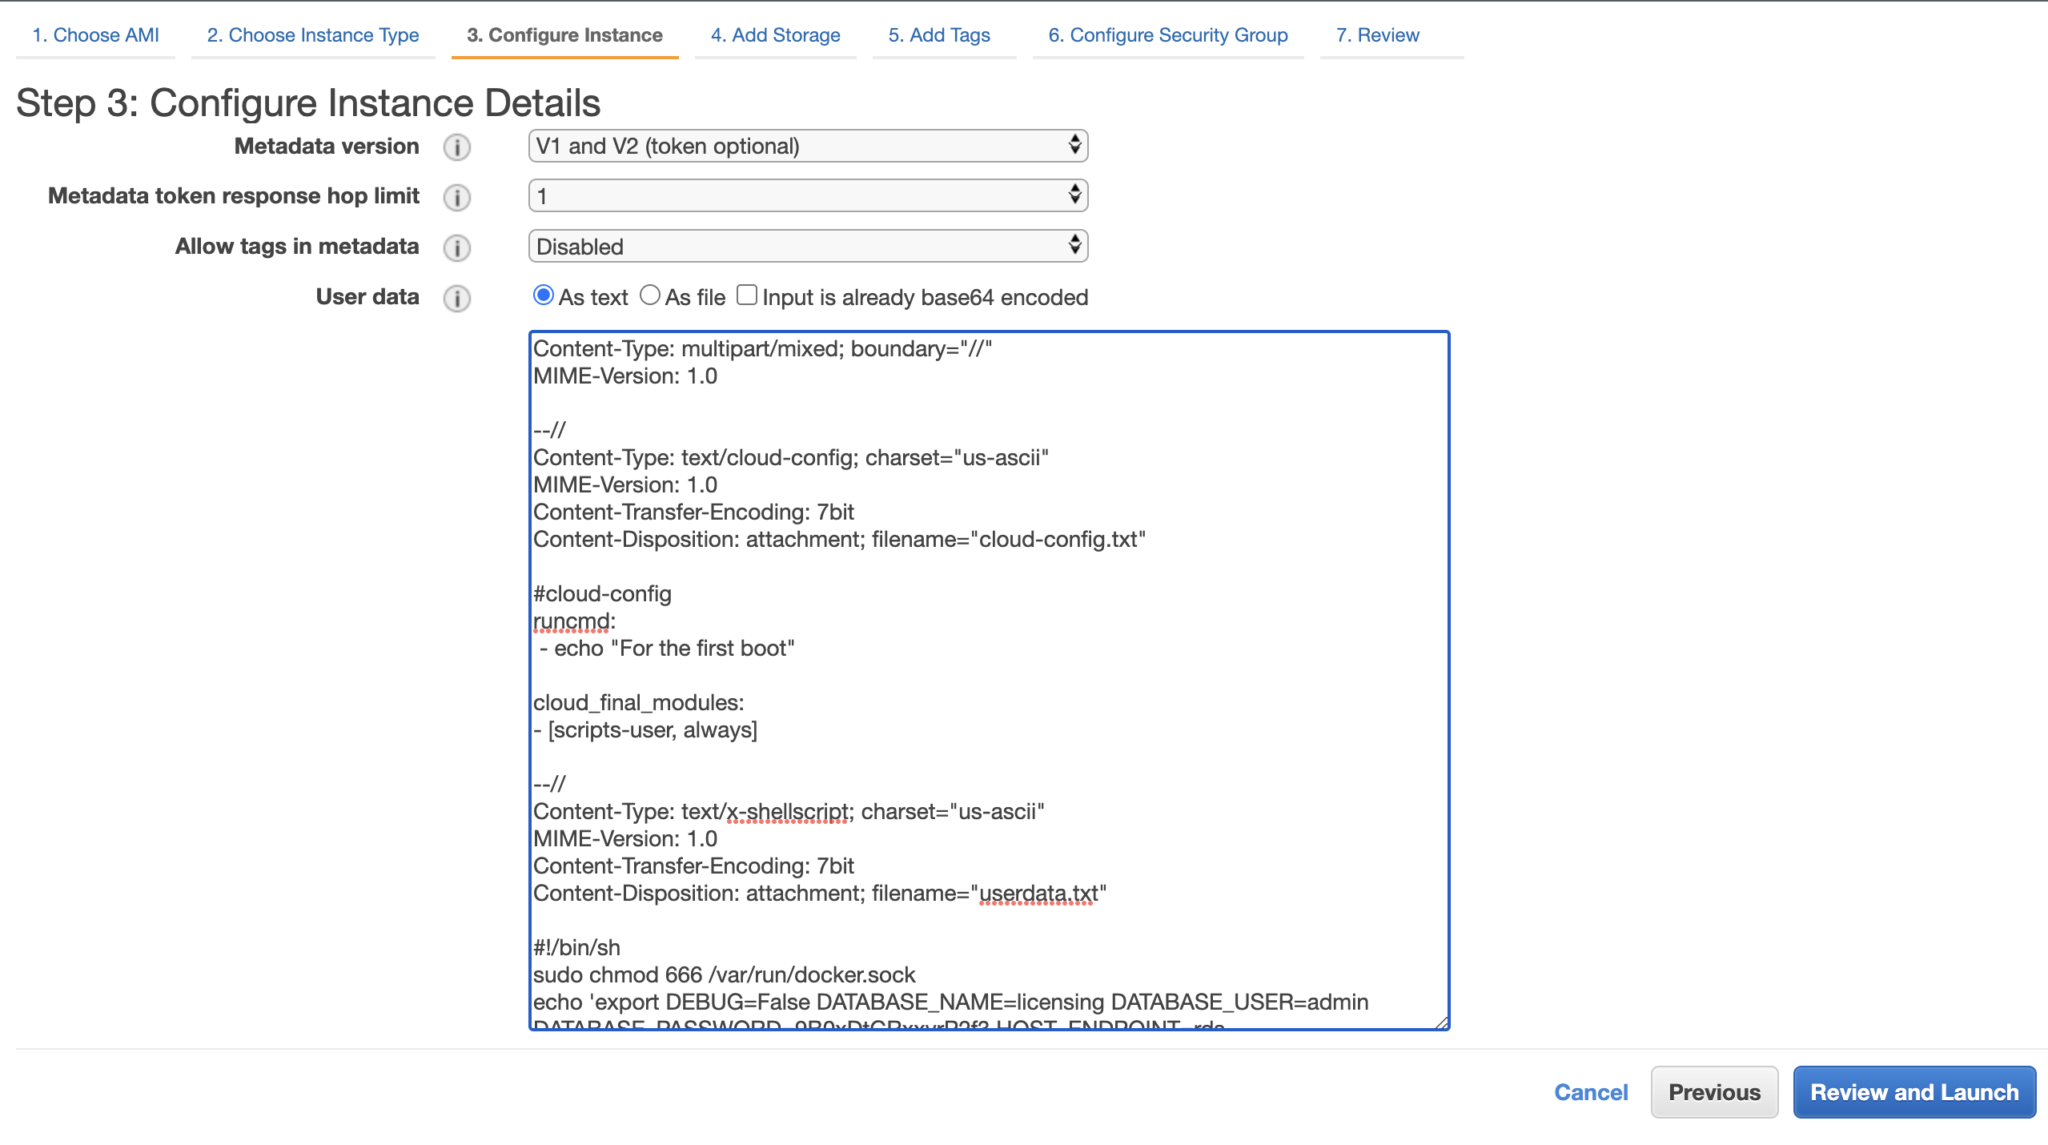 1. Choose AMI
2. Choose Instance Type
3. Configure Instance
4. Add Storage
5. Add Tags
6. Configure Security Group
7. Review
Step 3: Configure Instance Details
Metadata version
V1 and V2 (token optional)
Metadata token response hop limit
1
Allow tags in metadata
Disabled
User data
As text As file Input is already base64 encoded
Content-Type: multipart/mixed; boundary="//"
MIME-Version: 1.0
--//
Content-Type: text/cloud-config; charset="us-ascii"
MIME-Version: 1.0
Content-Transfer-Encoding: 7bit
Content-Disposition: attachment; filename="cloud-config.txt"
#cloud-config
runcmd:
- echo "For the first boot"
cloud_final_modules:
- [scripts-user, always]
--//
Content-Type: text/x-shellscript; charset="us-ascii"
MIME-Version: 1.0
Content-Transfer-Encoding: 7bit
Content-Disposition: attachment; filename="userdata.txt"
#!/bin/sh
sudo chmod 666 /var/run/docker.sock
echo 'export DEBUG=False DATABASE_NAME=licensing DATABASE_USER=admin
Cancel
Previous
Review and Launch